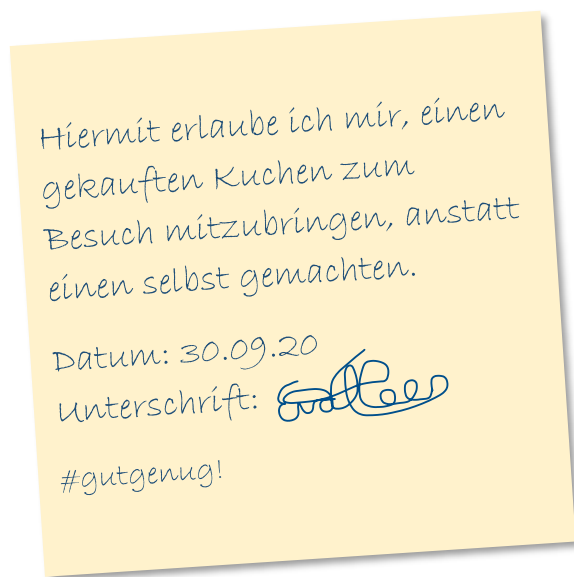 Hiermit erlaube ich mir, einen
gekauften Kuchen zum
Besuch mitzubringen, anstatt
einen selbst gemachten.
Datum: 30.09.20
Unterschrift:
#gutgenug!